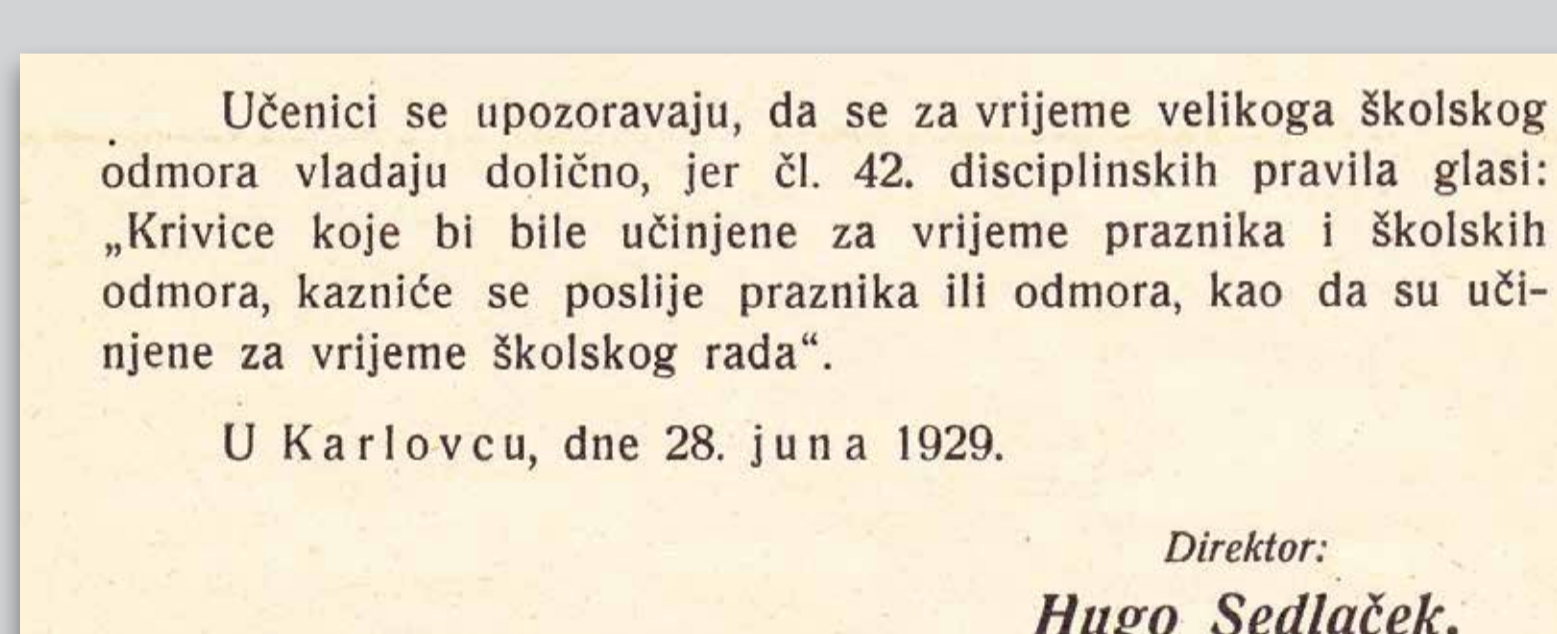 Učenici se upozoravaju, da se za vrijeme velikoga školskog
odmora vladaju dolično, jer čl. 42. disciplinskih pravila glasi:
„Krivice koje bi bile učinjene za vrijeme praznika i školskih
odmora, kazniće se poslije praznika ili odmora, kao da su uči-
njene za vrijeme školskog rada“.
U Karlovcu, dne 28. juna 1929.
Direktor:
Hugo Sedlaček.